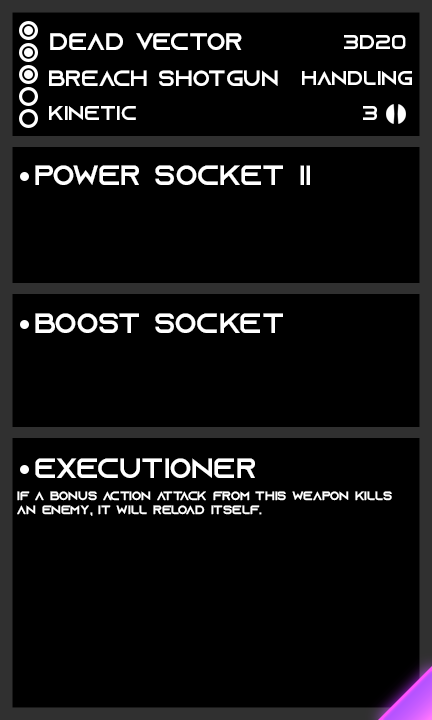 DEAD VECTOR 3D20
BREACH SHOTGUN HANDLING
KINETIC 3
•POWER SOCKET II
•BOOST SOCKET
•EXECUTIONER
IF A BONUS ACTION ATTACK FROM THIS WEAPON KILLS
AN ENEMY, IT WILL RELOAD ITSELF.